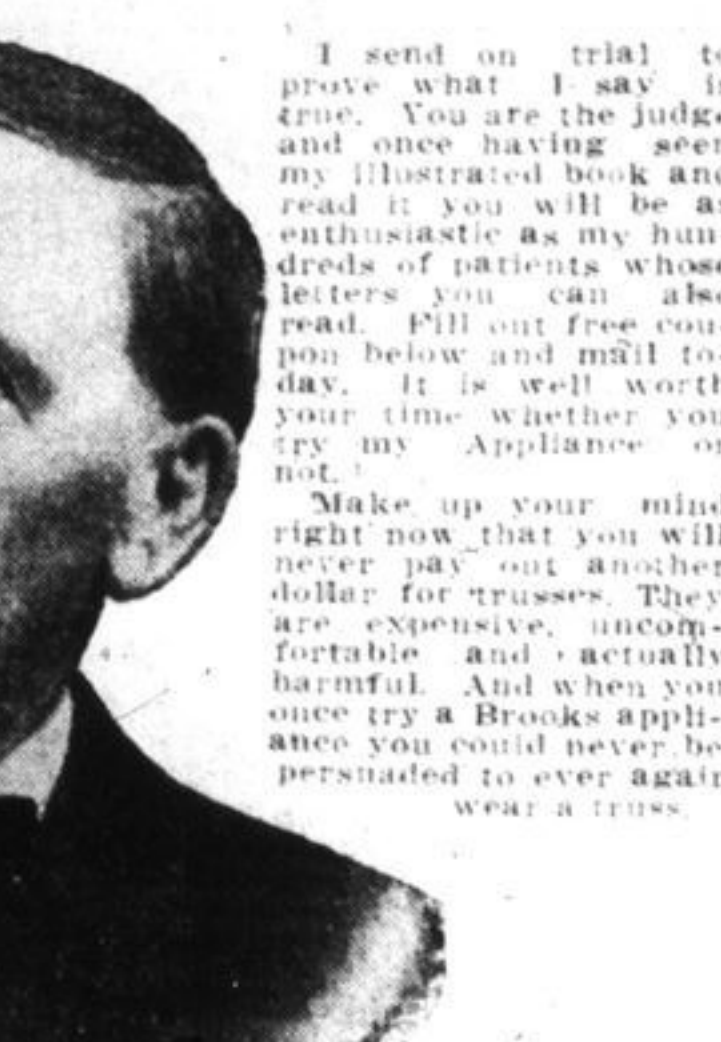 I send on trial to
prove what I say is
true. You are the judge
and once having seen
my illustrated book and
read it you will be as
enthusiastic as my hun-
dreds of patients whose
letters you can also
read. Fill out free cou-
pon below and mail to-
day. It is well worth
your time whether you
try my Appliance or
not.
Make up your mind
right now that you will
never pay out another
dollar for trusses. They
are expensive, uncom-
fortable and actually
harmful. And when you
once try a Brooks appli-
ance you could never be
persuaded to ever again
wear a truss.